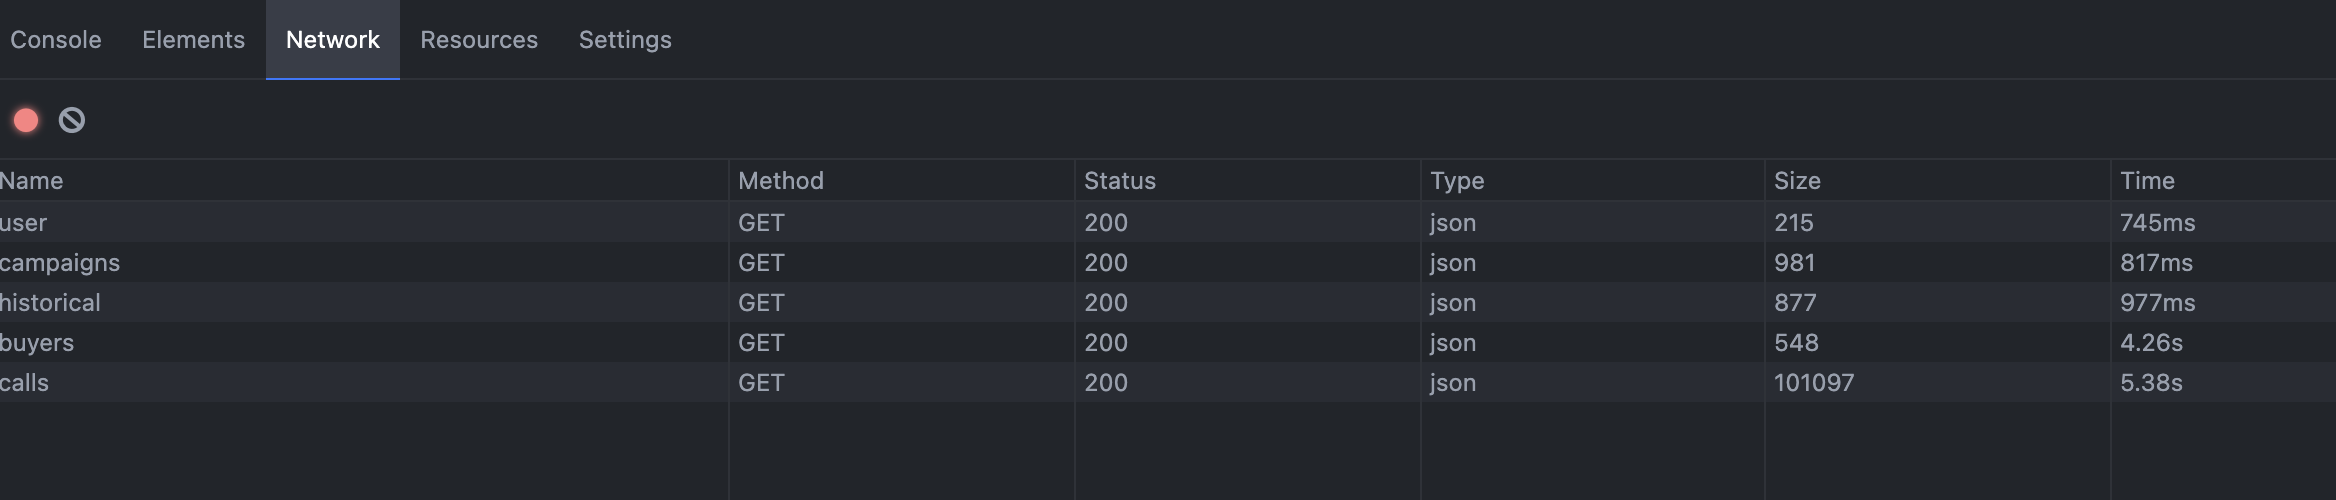 Console Elements Network Resources Settings
Name Method Status Type Size Time
user GET 200 json 215 745ms
campaigns GET 200 json 981 817ms
historical GET 200 json 877 977ms
buyers GET 200 json 548 4.26s
calls GET 200 json 101097 5.38s